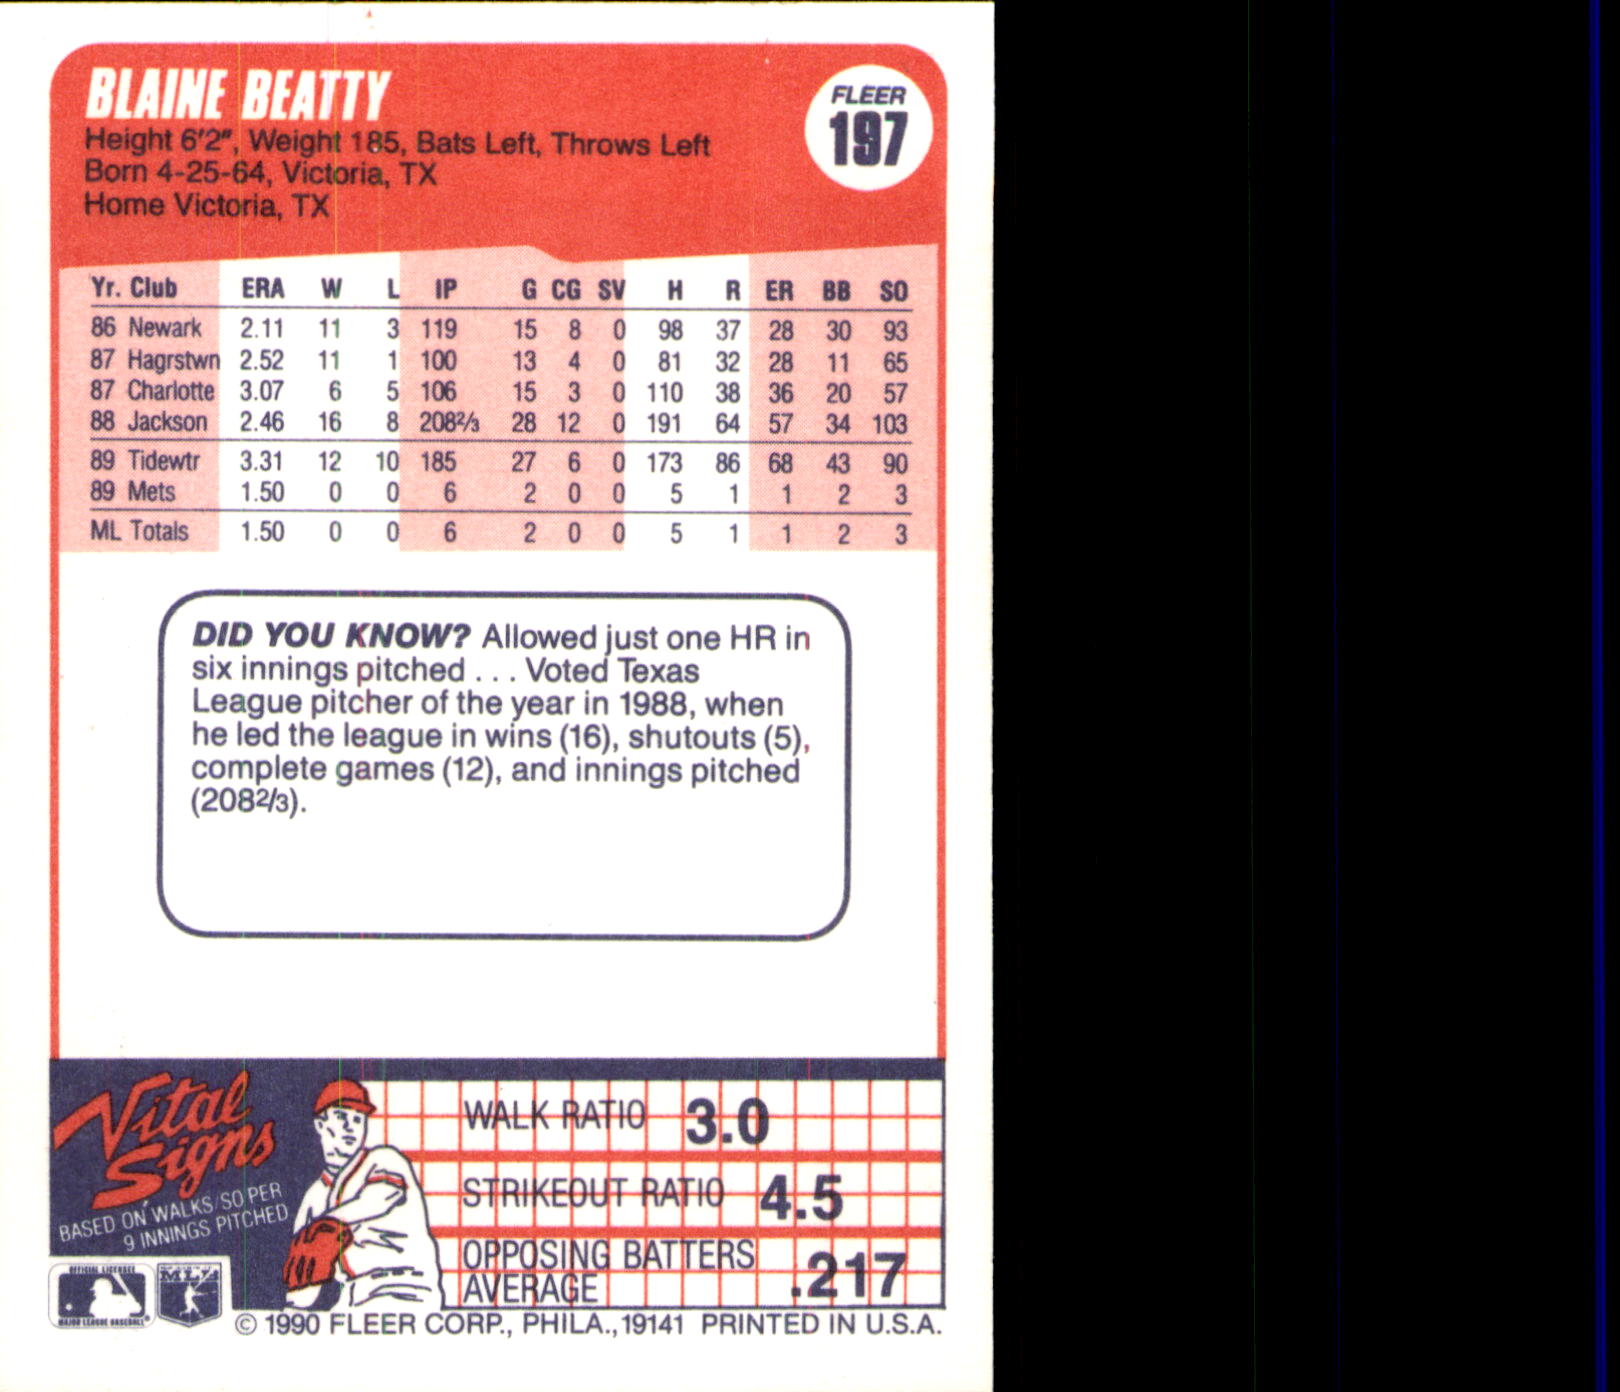 BLAINE BEATTY
FLEER
197
Height 6'2", Weight 185, Bats Left, Throws Left
Born 4-25-64, Victoria, TX
Home Victoria, TX
Yr. Club ERA W L IP G CG SV H R ER BB SO
86 Newark 2.11 11 3 119 15 8 0 98 37 28 30 93
87 Hagrstwn 2.52 11 1 100 13 4 0 81 32 28 11 65
87 Charlotte 3.07 6 5 106 15 3 0 110 38 36 20 57
88 Jackson 2.46 16 8 208 2/3 28 12 0 191 64 57 34 103
89 Tidewtr 3.31 12 10 185 27 6 0 173 86 68 43 90
89 Mets 1.50 0 0 6 2 0 0 5 1 1 2 3
ML Totals 1.50 0 0 6 2 0 0 5 1 1 2 3
DID YOU KNOW? Allowed just one HR in
six innings pitched . . . Voted Texas
League pitcher of the year in 1988, when
he led the league in wins (16), shutouts (5),
complete games (12), and innings pitched
(208 2/3).
Vital
Signs
BASED ON WALKS/SO PER
9 INNINGS PITCHED
WALK RATIO 3.0
STRIKEOUT RATIO 4.5
OPPOSING BATTERS
AVERAGE .217
OFFICIAL LICENSEE
MAJOR LEAGUE BASEBALL
© 1990 FLEER CORP., PHILA., 19141 PRINTED IN U.S.A.